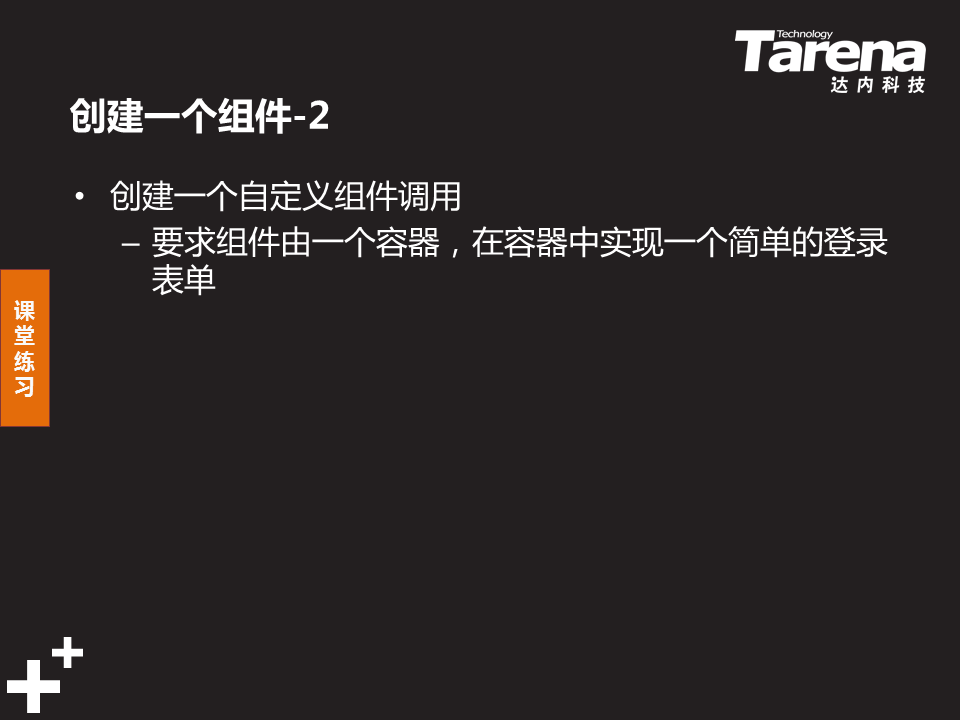 Technology
Tarena
达内科技
创建一个组件-2
• 创建一个自定义组件调用
– 要求组件由一个容器，在容器中实现一个简单的登录
表单
课
堂
练
习